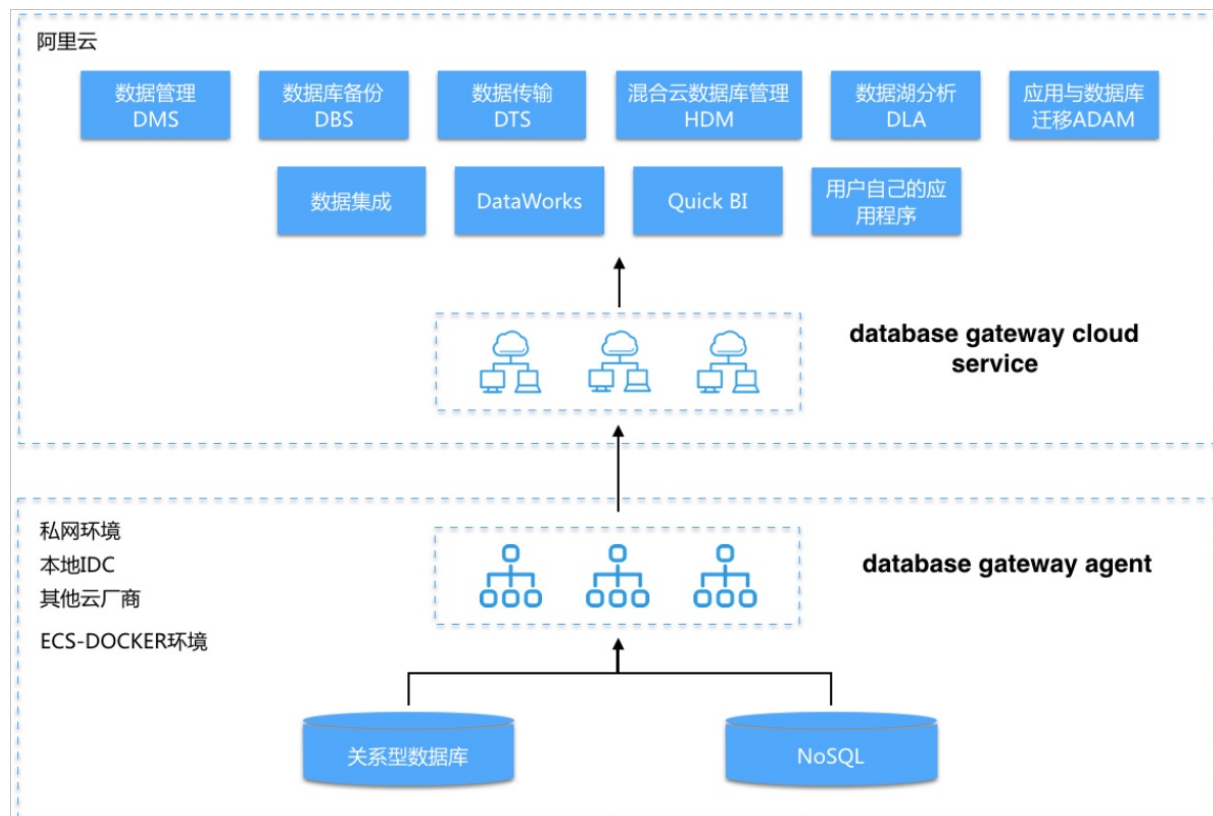 阿里云
数据管理
DMS
数据库备份
DBS
数据传输
DTS
混合云数据库管理
HDM
数据湖分析
DLA
应用与数据库
迁移ADAM
数据集成
DataWorks
Quick BI
用户自己的应
用程序
database gateway cloud
service
私网环境
本地IDC
其他云厂商
ECS-DOCKER环境
database gateway agent
关系型数据库
NoSQL